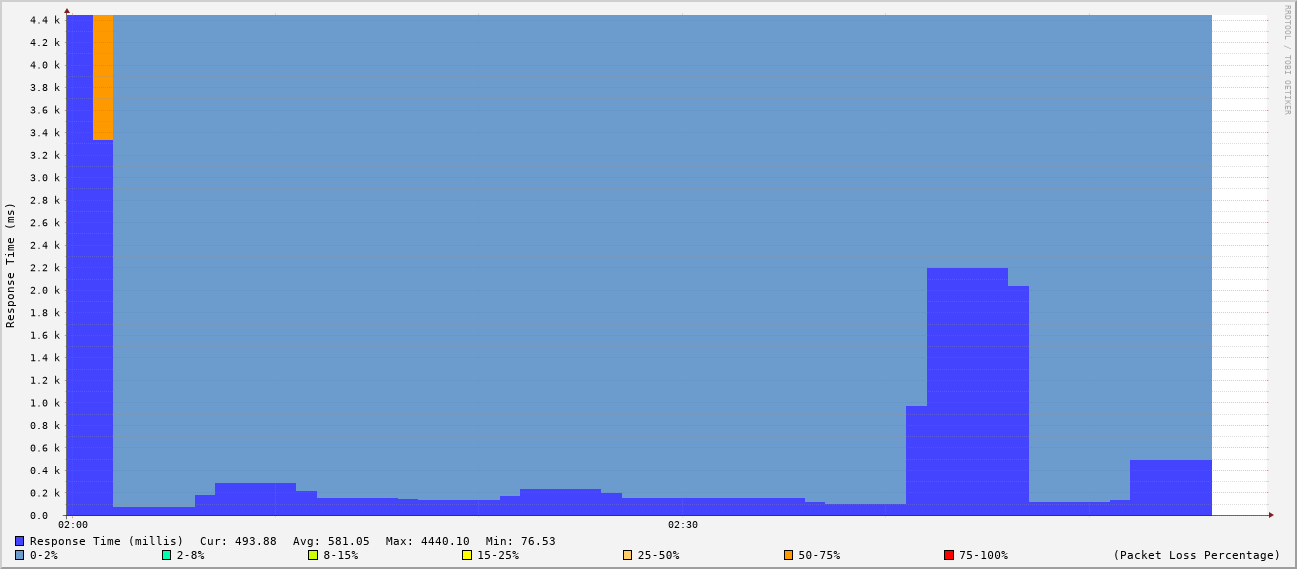 RRDTOOL / TOBI OETIKER
Response Time (ms)
4.4 k
4.2 k
4.0 k
3.8 k
3.6 k
3.4 k
3.2 k
3.0 k
2.8 k
2.6 k
2.4 k
2.2 k
2.0 k
1.8 k
1.6 k
1.4 k
1.2 k
1.0 k
0.8 k
0.6 k
0.4 k
0.2 k
0.0
02:00 02:30
Response Time (millis) Cur: 493.88 Avg: 581.05 Max: 4440.10 Min: 76.53
0-2% 2-8% 8-15% 15-25% 25-50% 50-75% 75-100% (Packet Loss Percentage)